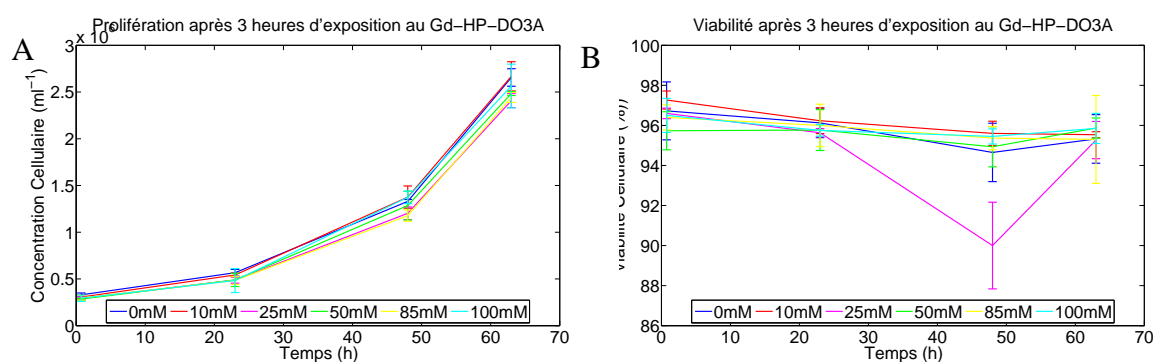 A
Prolifération après 3 heures d'exposition au Gd−HP−DO3A
3
2.5
2
1.5
1
0.5
0
0 10 20 30 40 50 60 70
Concentration Cellulaire (ml−1)
Temps (h)
0mM 10mM 25mM 50mM 85mM 100mM
B
Viabilité après 3 heures d'exposition au Gd−HP−DO3A
100
98
96
94
92
90
88
86
0 10 20 30 40 50 60 70
Viabilité Cellulaire (%))
Temps (h)
0mM 10mM 25mM 50mM 85mM 100mM